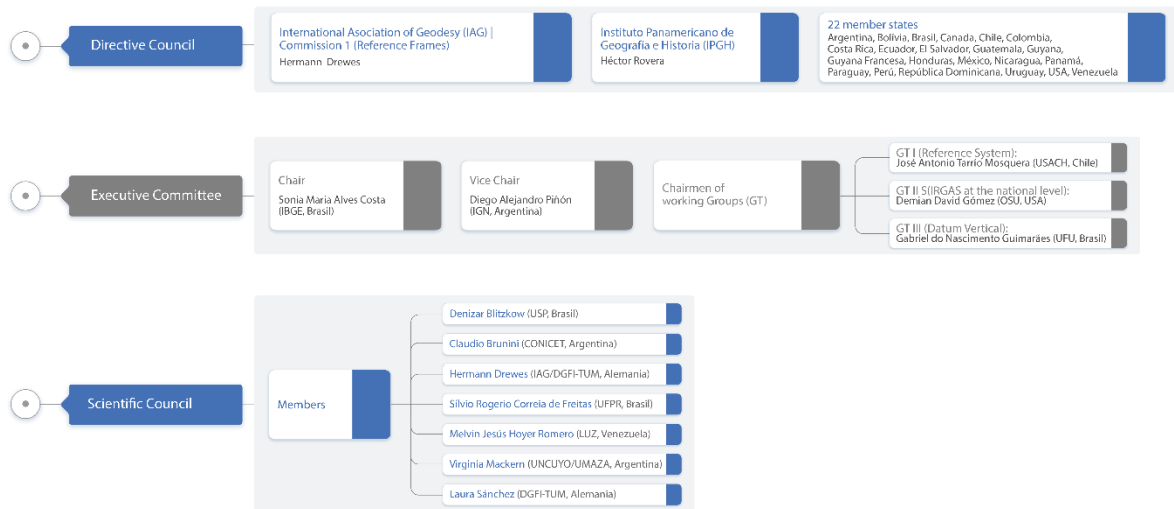 Directive Council
International Asociation of Geodesy (IAG) |
Commission 1 (Reference Frames)
Hermann Drewes
Instituto Panamericano de
Geografia e Historia (IPGH)
Héctor Rovera
22 member states
Argentina, Bolivia, Brasil, Canada, Chile, Colombia,
Costa Rica, Ecuador, El Salvador, Guatemala, Guyana,
Guyana Francesa, Honduras, México, Nicaragua, Panamá,
Paraguay, Perú, República Dominicana, Uruguay, USA, Venezuela
Executive Committee
Chair
Sonia Maria Alves Costa
(IBGE, Brasil)
Vice Chair
Diego Alejandro Piñón
(IGN, Argentina)
Chairmen of
working Groups (GT)
GT I (Reference System):
José Antonio Tarrio Mosquera (USACH, Chile)
GT II S(IRGAS at the national level):
Demian David Gómez (OSU, USA)
GT III (Datum Vertical):
Gabriel do Nascimento Guimarães (UFU, Brasil)
Scientific Council
Members
Denizar Blitzkow (USP, Brasil)
Claudio Brunini (CONICET, Argentina)
Hermann Drewes (IAG/DGFI-TUM, Alemania)
Silvio Rogerio Correia de Freitas (UFPR, Brasil)
Melvin Jesús Hoyer Romero (LUZ, Venezuela)
Virginia Mackern (UNCUYO/UMAZA, Argentina)
Laura Sánchez (DGFI-TUM, Alemania)